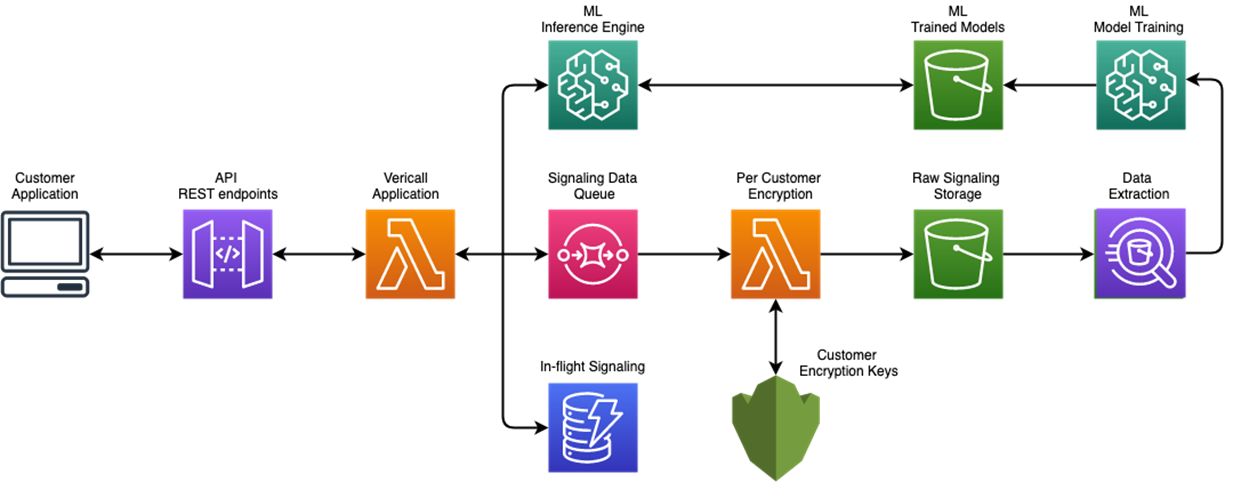 ML
Inference Engine
ML
Trained Models
ML
Model Training
Customer
Application
API
REST endpoints
Vericall
Application
Signaling Data
Queue
Per Customer
Encryption
Raw Signaling
Storage
Data
Extraction
</>
In-flight Signaling
Customer
Encryption Keys